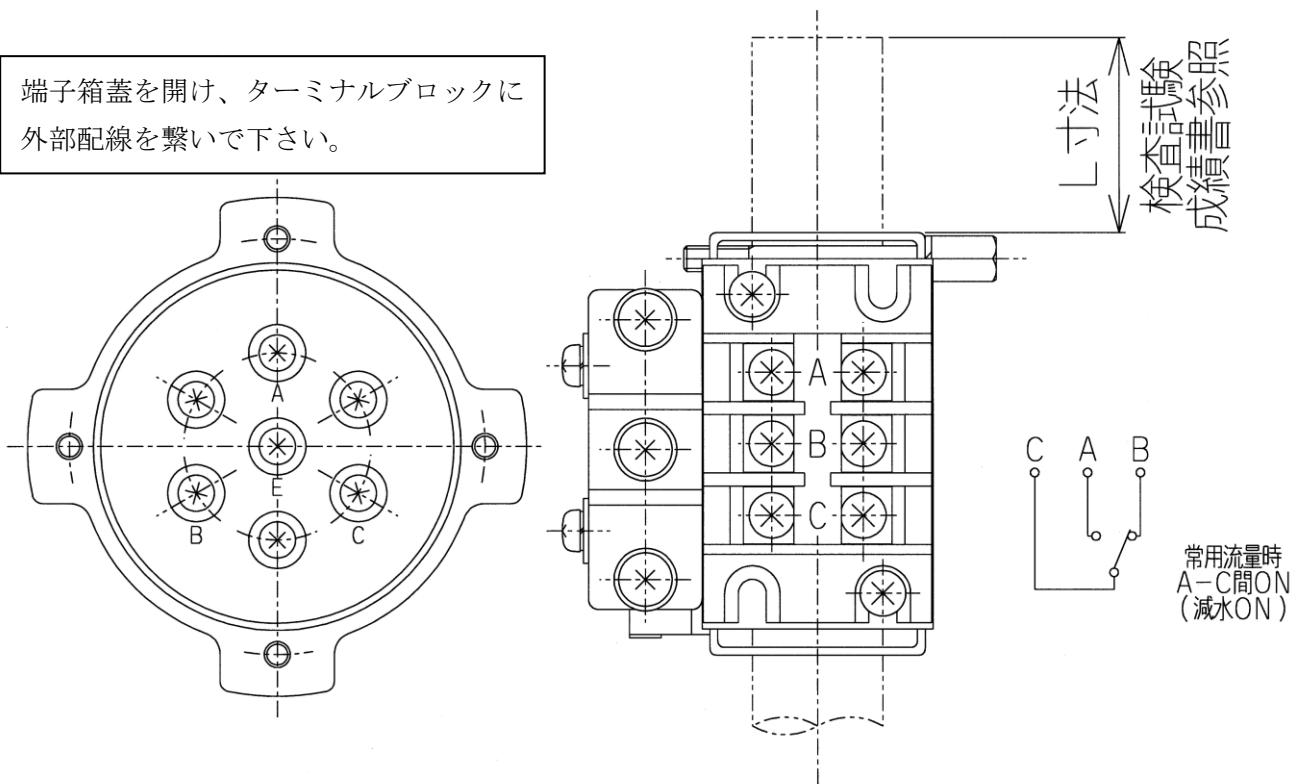 端子箱蓋を開け、ターミナルブロックに
外部配線を繋いで下さい。
L寸法
検査試験
成績書参照
A
E
B
C
A
B
C
C A B
常用流量時
A-C間ON
(減水ON)